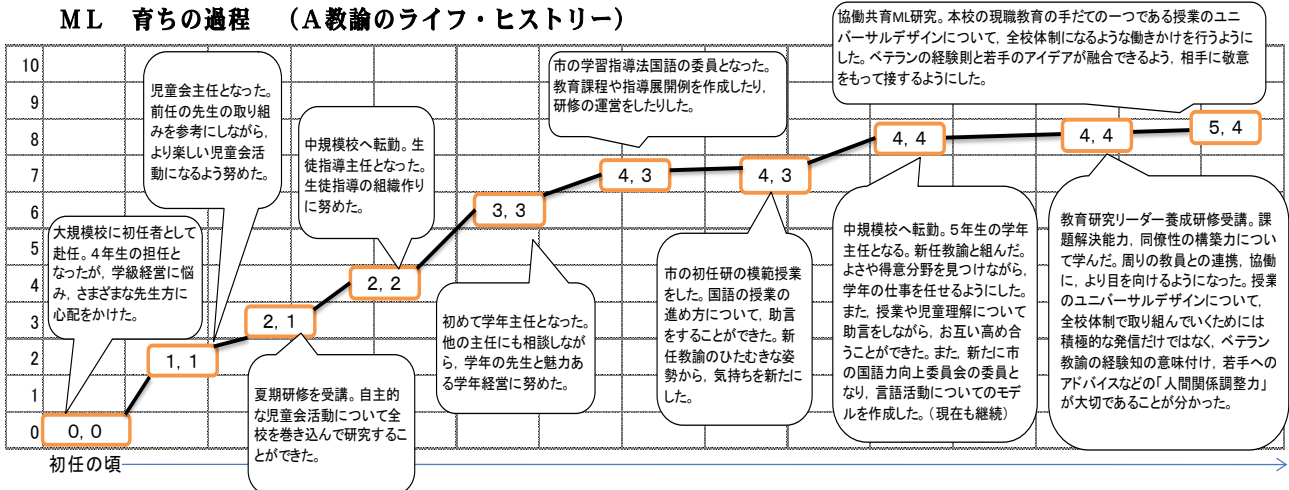 ML 育ちの過程 (A教諭のライフ・ヒストリー)
協働共育ML研究。本校の現職教育の手だての一つである授業のユニ
バーサルデザインについて,全校体制になるような働きかけを行うように
した。ベテランの経験則と若手のアイデアが融合できるよう,相手に敬意
をもって接するようにした。
市の学習指導法国語の委員となった。
教育課程や指導展開例を作成したり,
研修の運営をしたりした。
児童会主任となった。
前任の先生の取り組
みを参考にしながら,
より楽しい児童会活
動になるよう努めた。
中規模校へ転勤。生
徒指導主任となった。
生徒指導の組織作り
に努めた。
大規模校に初任者として
赴任。4年生の担任と
なったが,学級経営に悩
み,さまざまな先生方に
心配をかけた。
10
9
8
7
6
5
4
3
2
1
0
0,0
1,1
2,1
2,2
3,3
4,3
4,3
4,4
4,4
5,4
夏期研修を受講。自主的
な児童会活動について全
校を巻き込んで研究するこ
とができた。
初めて学年主任となった。
他の主任にも相談しなが
ら,学年の先生と魅力あ
る学年経営に努めた。
市の初任研の模範授業
をした。国語の授業の
進め方について,助言
をすることができた。新
任教諭のひたむきな姿
勢から,気持ちを新たに
した。
中規模校へ転勤。5年生の学年
主任となる。新任教諭と組んだ。
よさや得意分野を見つけながら,
学年の仕事を任せるようにした。
また,授業や児童理解について
助言をしながら,お互い高め合
うことができた。また,新たに市
の国語力向上委員会の委員と
なり,言語活動についてのモデ
ルを作成した。(現在も継続)
教育研究リーダー養成研修受講。課
題解決能力,同僚性の構築力につい
て学んだ。周りの教員との連携,協働
に,より目を向けるようになった。授業
のユニバーサルデザインについて,
全校体制で取り組んでいくためには
積極的な発信だけではなく,ベテラン
教諭の経験知の意味付け,若手への
アドバイスなどの「人間関係調整力」
が大切であることが分かった。
初任の頃